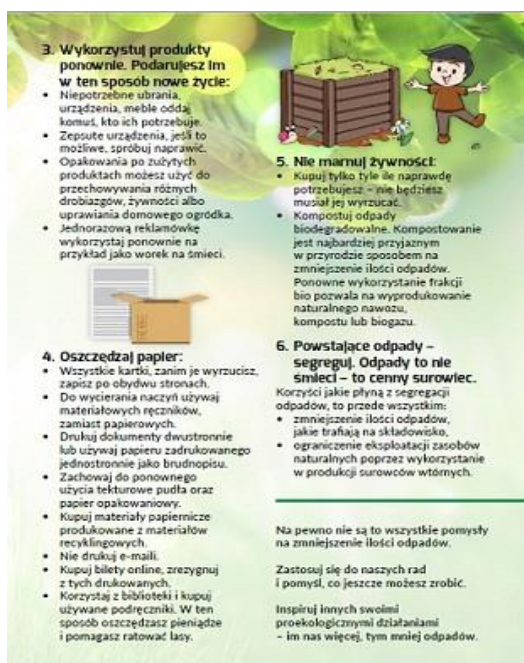 3. Wykorzystuj produkty
ponownie. Podarujesz im
w ten sposób nowe życie:
• Niepotrzebne ubrania,
urządzenia, meble oddaj
komuś, kto ich potrzebuje.
• Zepsute urządzenia, jeśli to
możliwe, spróbuj naprawić.
• Opakowania po zużytych
produktach możesz użyć do
przechowywania różnych
drobiazgów, żywności albo
uprawiania domowego ogródka.
• Jednorazową reklamówkę
wykorzystaj ponownie na
przykład jako worek na śmieci.
4. Oszczędzaj papier:
• Wszystkie kartki, zanim je wyrzucisz,
zapisz po obydwu stronach.
• Do wycierania naczyń używaj
materiałowych ręczników,
zamiast papierowych.
• Drukuj dokumenty dwustronnie
lub używaj papieru zadrukowanego
jednostronnie jako brudnopisu.
• Zachowaj do ponownego
użycia tekturowe pudła oraz
papier opakowaniowy.
• Kupuj materiały papiernicze
produkowane z materiałów
recyklingowych.
• Nie drukuj e-maili.
• Kupuj bilety online, zrezygnuj
z tych drukowanych.
• Korzystaj z biblioteki i kupuj
używane podręczniki. W ten
sposób oszczędzasz pieniądze
i pomagasz ratować lasy.
5. Nie marnuj żywności:
• Kupuj tylko tyle ile naprawdę
potrzebujesz – nie będziesz
musiał jej wyrzucać.
• Kompostuj odpady
biodegradowalne. Kompostowanie
jest najbardziej przyjaznym
w przyrodzie sposobem na
zmniejszenie ilości odpadów.
Ponowne wykorzystanie frakcji
bio pozwala na wyprodukowanie
naturalnego nawozu,
kompostu lub biogazu.
6. Powstające odpady –
segreguj. Odpady to nie
śmieci – to cenny surowiec.
Korzyści jakie płyną z segregacji
odpadów, to przede wszystkim:
• zmniejszenie ilości odpadów,
jakie trafiają na składowisko,
• ograniczenie eksploatacji zasobów
naturalnych poprzez wykorzystanie
w produkcji surowców wtórnych.
Na pewno nie są to wszystkie pomysły
na zmniejszenie ilości odpadów.
Zastosuj się do naszych rad
i pomyśl, co jeszcze możesz zrobić.
Inspiruj innych swoimi
proekologicznymi działaniami
– im nas więcej, tym mniej odpadów.